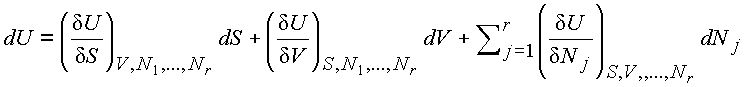 dU = (δU/δS)_{V,N_1,...,N_r} dS + (δU/δV)_{S,N_1,...,N_r} dV + ∑_{j=1}^{r} (δU/δN_j)_{S,V,,...,N_r} dN_j